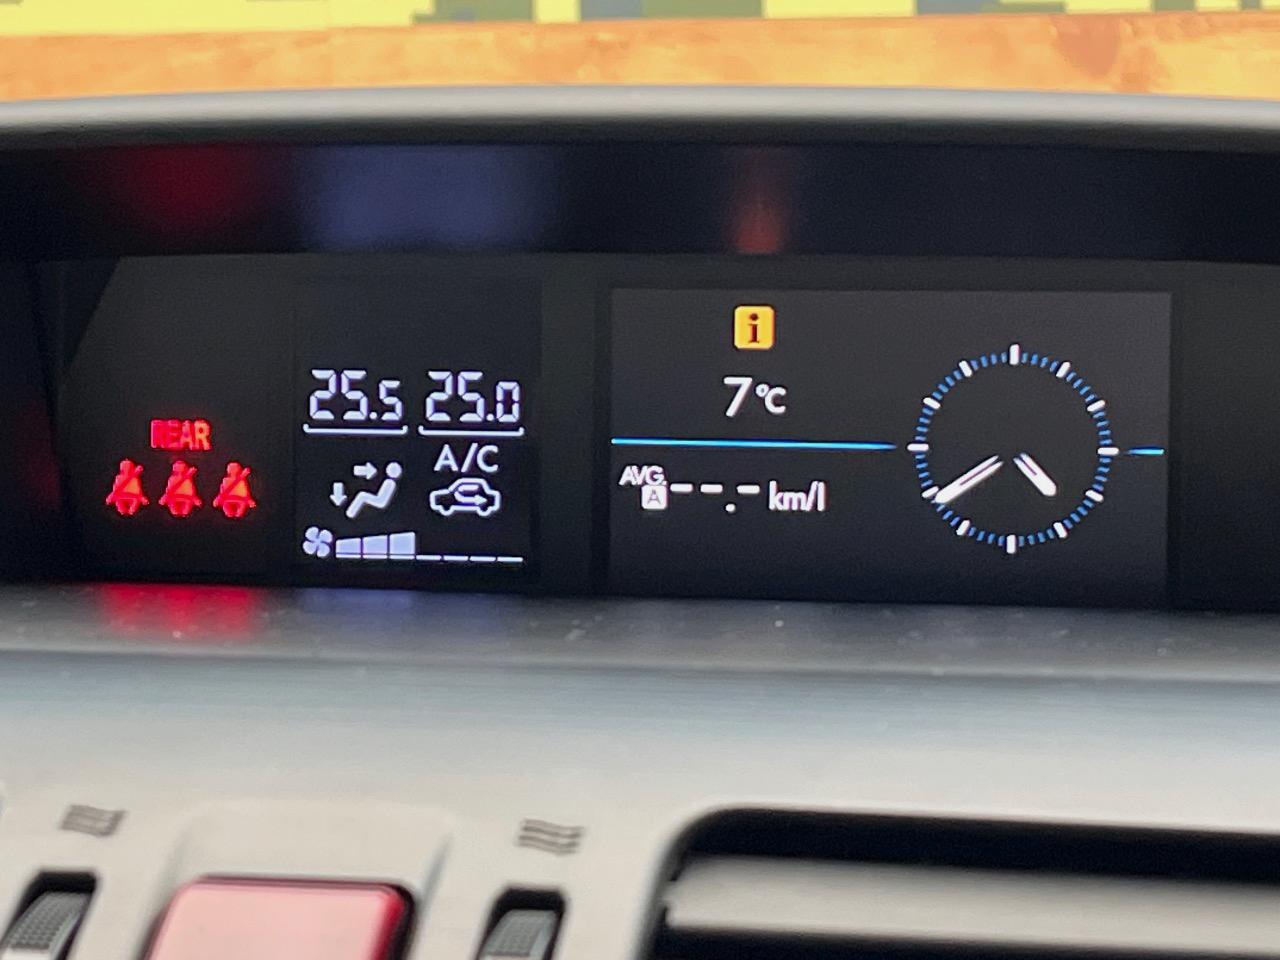 REAR
25.5 25.0
A/C
i
7°C
AVG.
A --.- km/l